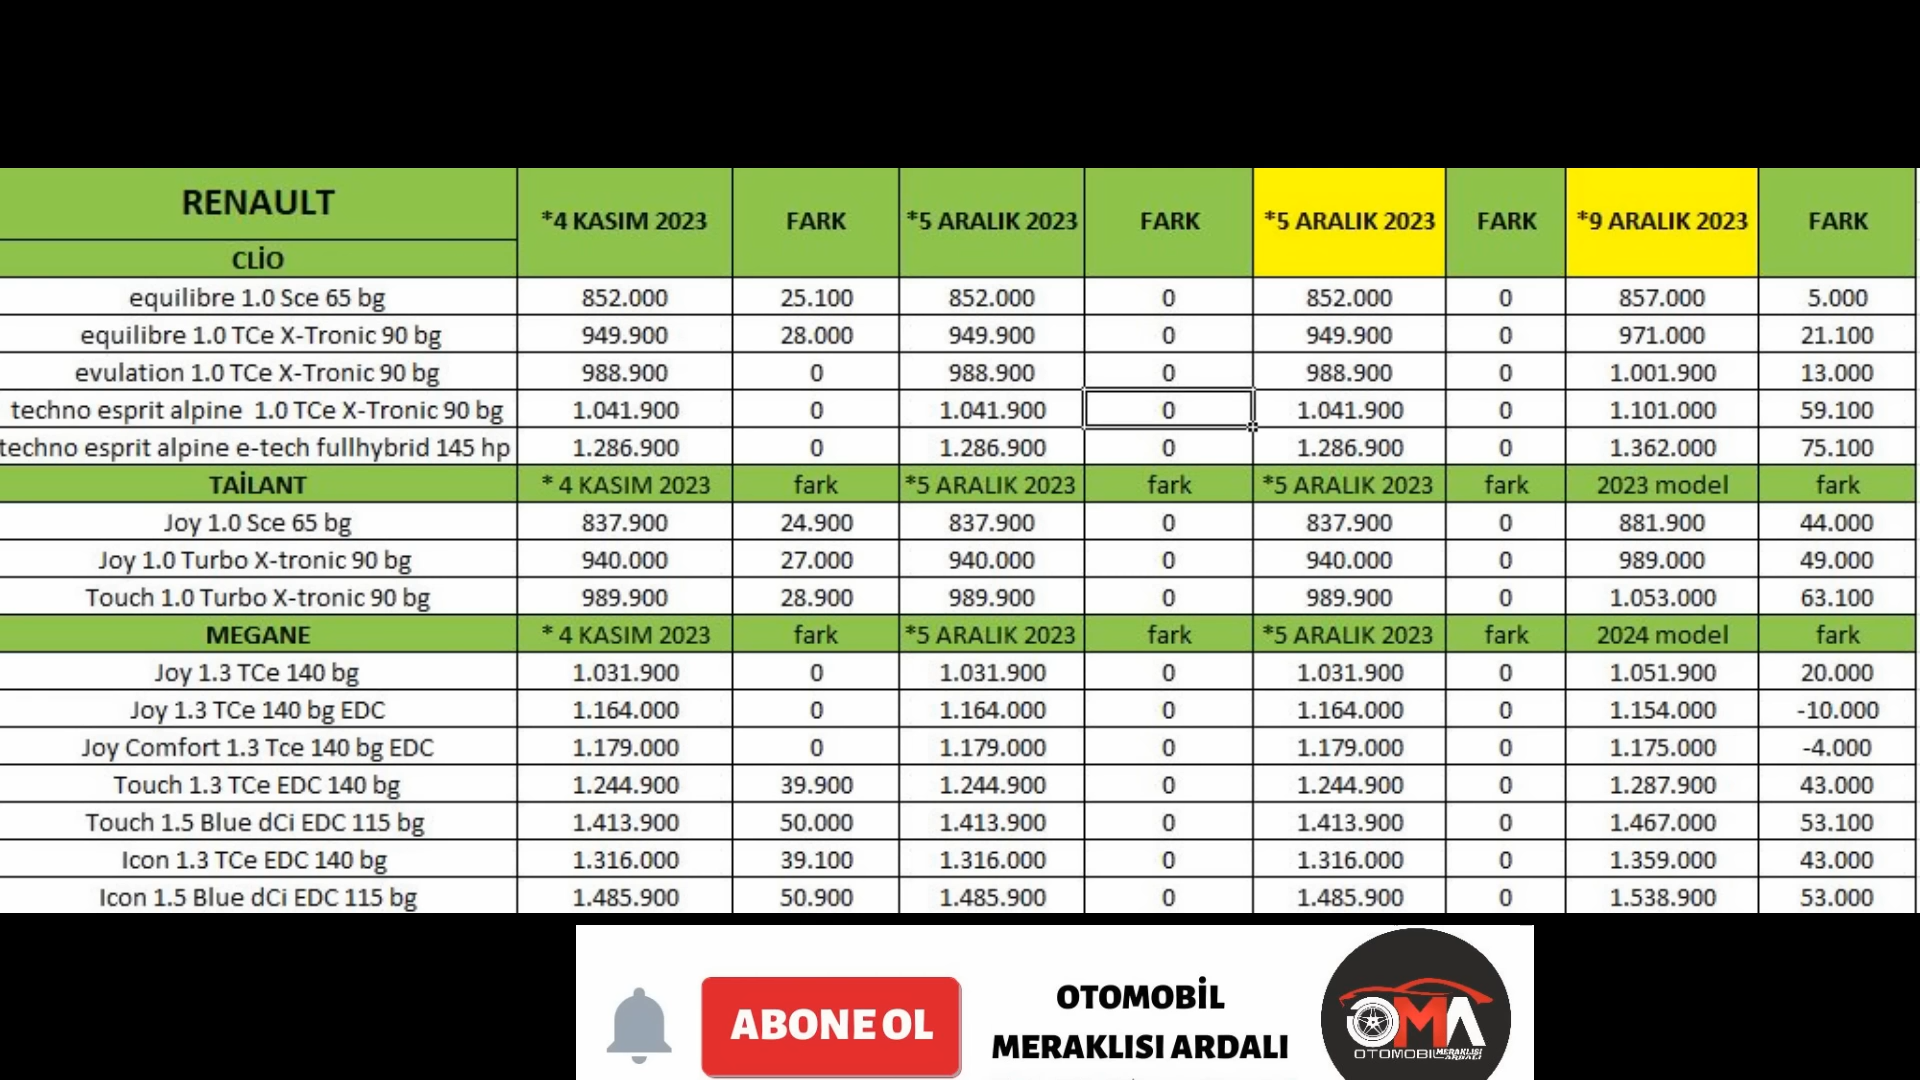 RENAULT *4 KASIM 2023 FARK *5 ARALIK 2023 FARK *5 ARALIK 2023 FARK *9 ARALIK 2023 FARK
CLİO
equilibre 1.0 Sce 65 bg 852.000 25.100 852.000 0 852.000 0 857.000 5.000
equilibre 1.0 TCe X-Tronic 90 bg 949.900 28.000 949.900 0 949.900 0 971.000 21.100
evulation 1.0 TCe X-Tronic 90 bg 988.900 0 988.900 0 988.900 0 1.001.900 13.000
techno esprit alpine 1.0 TCe X-Tronic 90 bg 1.041.900 0 1.041.900 0 1.041.900 0 1.101.000 59.100
techno esprit alpine e-tech fullhybrid 145 hp 1.286.900 0 1.286.900 0 1.286.900 0 1.362.000 75.100
TAİLANT * 4 KASIM 2023 fark *5 ARALIK 2023 fark *5 ARALIK 2023 fark 2023 model fark
Joy 1.0 Sce 65 bg 837.900 24.900 837.900 0 837.900 0 881.900 44.000
Joy 1.0 Turbo X-tronic 90 bg 940.000 27.000 940.000 0 940.000 0 989.000 49.000
Touch 1.0 Turbo X-tronic 90 bg 989.900 28.900 989.900 0 989.900 0 1.053.000 63.100
MEGANE * 4 KASIM 2023 fark *5 ARALIK 2023 fark *5 ARALIK 2023 fark 2024 model fark
Joy 1.3 TCe 140 bg 1.031.900 0 1.031.900 0 1.031.900 0 1.051.900 20.000
Joy 1.3 TCe 140 bg EDC 1.164.000 0 1.164.000 0 1.164.000 0 1.154.000 -10.000
Joy Comfort 1.3 Tce 140 bg EDC 1.179.000 0 1.179.000 0 1.179.000 0 1.175.000 -4.000
Touch 1.3 TCe EDC 140 bg 1.244.900 39.900 1.244.900 0 1.244.900 0 1.287.900 43.000
Touch 1.5 Blue dCi EDC 115 bg 1.413.900 50.000 1.413.900 0 1.413.900 0 1.467.000 53.100
Icon 1.3 TCe EDC 140 bg 1.316.000 39.100 1.316.000 0 1.316.000 0 1.359.000 43.000
Icon 1.5 Blue dCi EDC 115 bg 1.485.900 50.900 1.485.900 0 1.485.900 0 1.538.900 53.000
ABONE OL
OTOMOBİL
MERAKLISI ARDALI
OMA
OTOMOBİL MERAKLISI
ARDALI